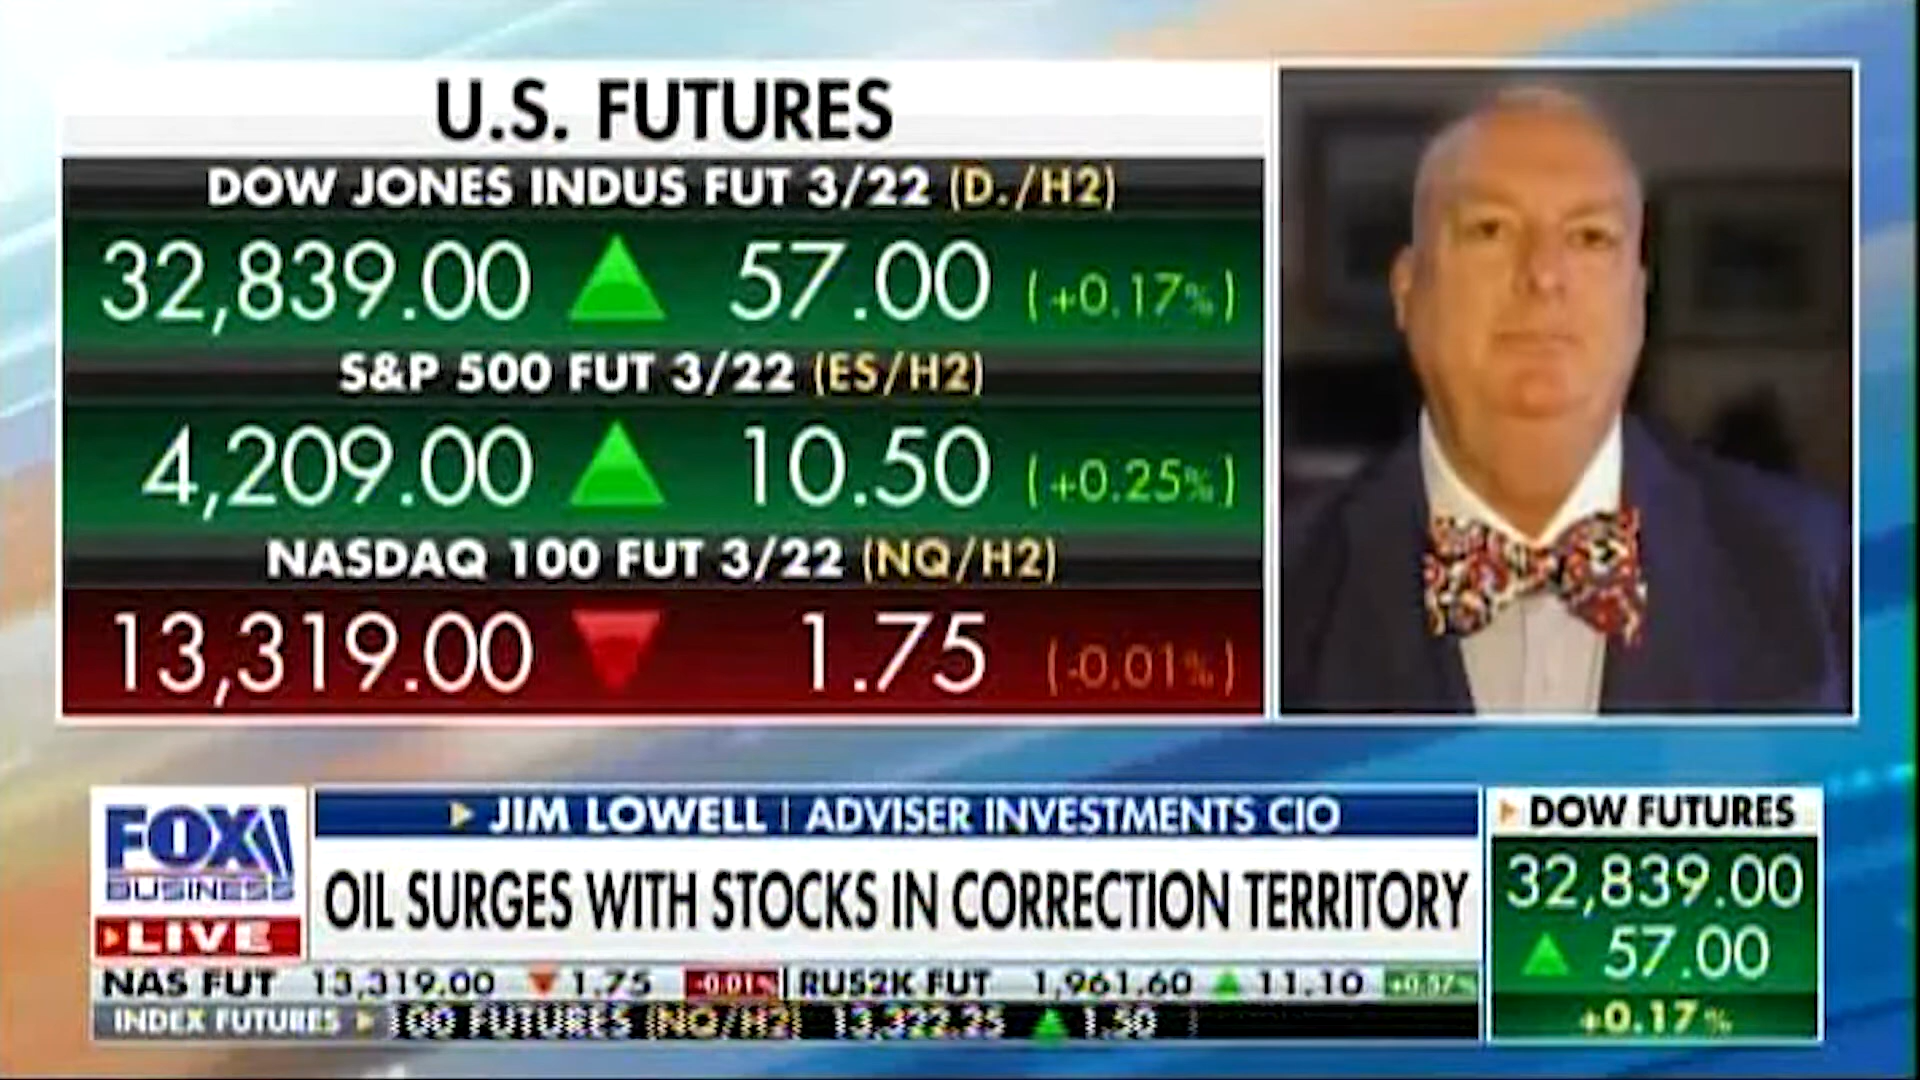 U.S. FUTURES
DOW JONES INDUS FUT 3/22 (D./H2)
32,839.00 ▲ 57.00 (+0.17%)
S&P 500 FUT 3/22 (ES/H2)
4,209.00 ▲ 10.50 (+0.25%)
NASDAQ 100 FUT 3/22 (NQ/H2)
13,319.00 ▼ 1.75 (-0.01%)
FOX
BUSINESS
LIVE
JIM LOWELL | ADVISER INVESTMENTS CIO
OIL SURGES WITH STOCKS IN CORRECTION TERRITORY
DOW FUTURES
32,839.00
▲ 57.00
+0.17%
NAS FUT 13,319.00 ▼ 1.75 -0.01% | RUS2K FUT 1,961.60 ▲ 11.10 +0.57%
INDEX FUTURES 100 FUTURES (NQ/H2) ▲ 1.50